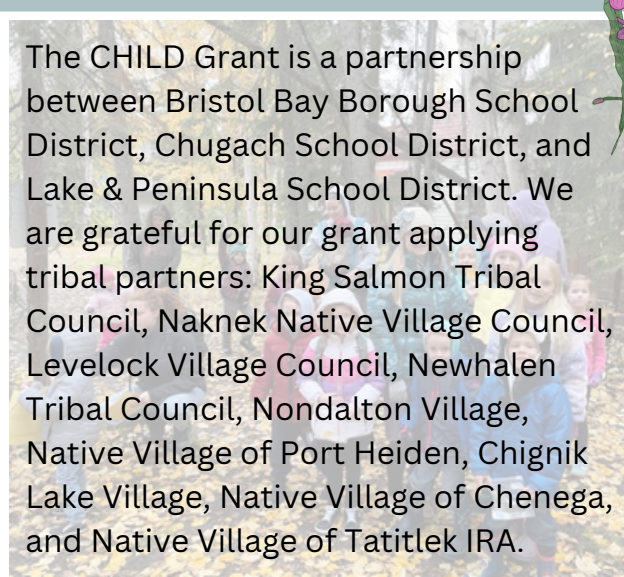 The CHILD Grant is a partnership
between Bristol Bay Borough School
District, Chugach School District, and
Lake & Peninsula School District. We
are grateful for our grant applying
tribal partners: King Salmon Tribal
Council, Naknek Native Village Council,
Levelock Village Council, Newhalen
Tribal Council, Nondalton Village,
Native Village of Port Heiden, Chignik
Lake Village, Native Village of Chenega,
and Native Village of Tatitlek IRA.